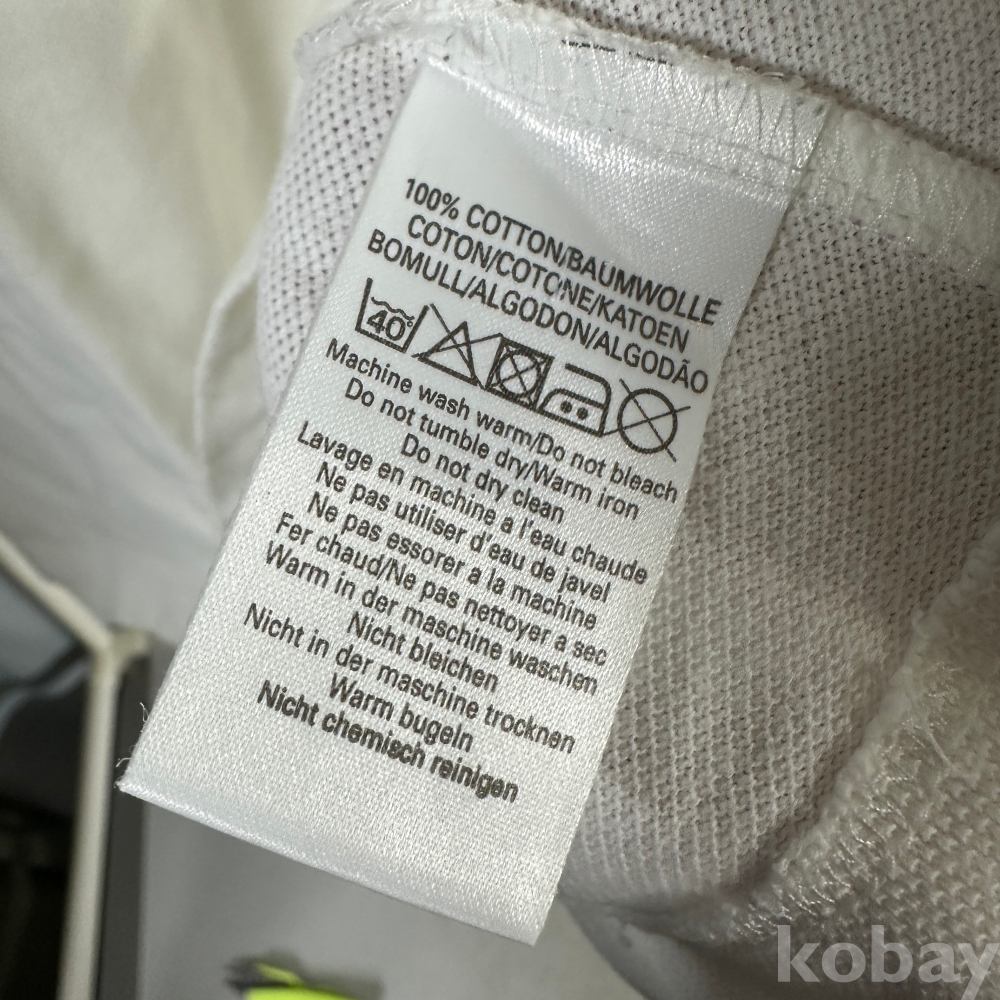 100% COTTON/BAUMWOLLE
COTON/COTONE/KATOEN
BOMULL/ALGODON/ALGODÃO
40°
Machine wash warm/Do not bleach
Do not tumble dry/Warm iron
Do not dry clean
Lavage en machine a l'eau chaude
Ne pas utiliser d'eau de javel
Ne pas essorer a la machine
Fer chaud/Ne pas nettoyer a sec
Warm in der maschine waschen
Nicht bleichen
Nicht in der maschine trocknen
Warm bugeln
Nicht chemisch reinigen
kobay